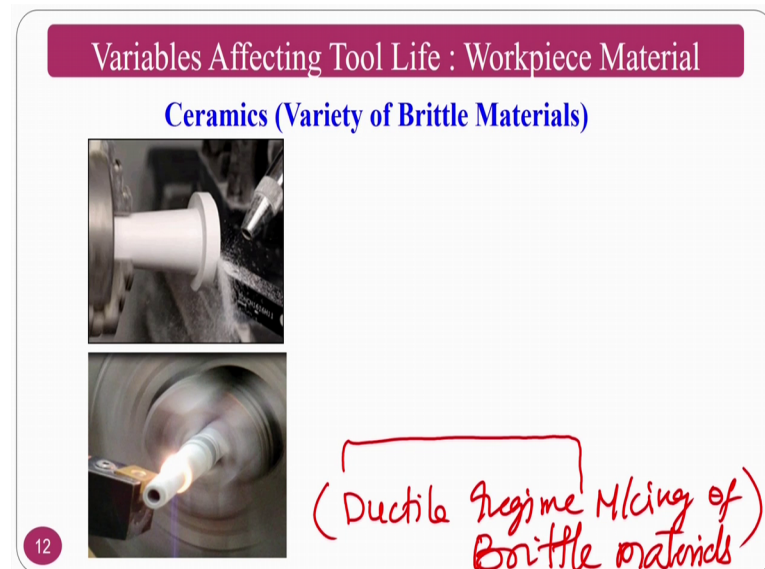 Variables Affecting Tool Life : Workpiece Material
Ceramics (Variety of Brittle Materials)
(Ductile Regime M/cing of
Brittle materials)
12